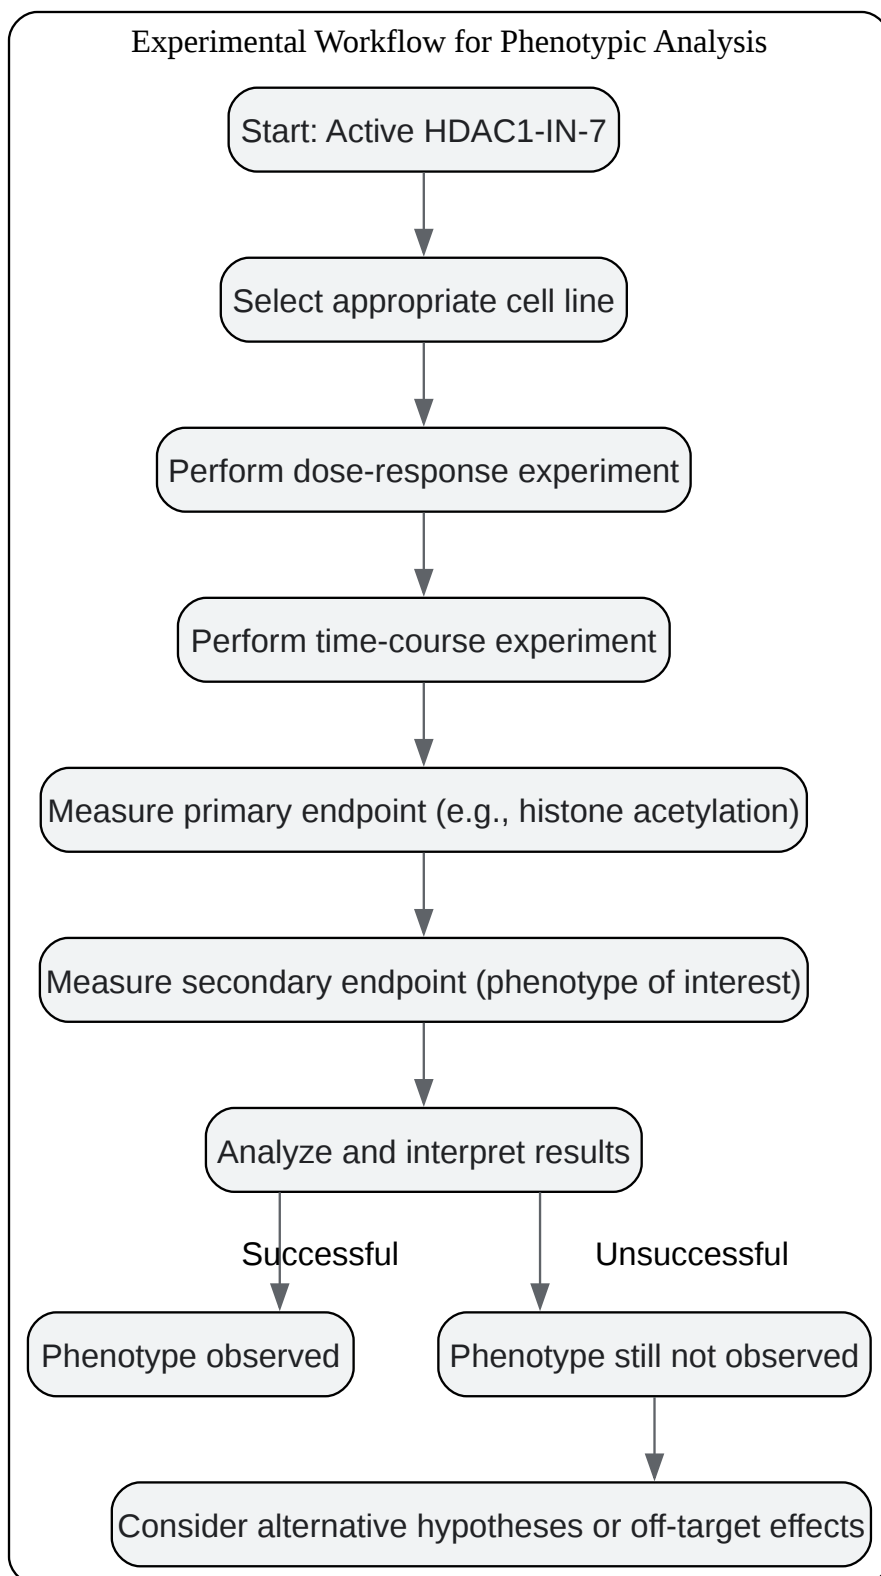 Experimental Workflow for Phenotypic Analysis
Start: Active HDAC1-IN-7
Select appropriate cell line
Perform dose-response experiment
Perform time-course experiment
Measure primary endpoint (e.g., histone acetylation)
Measure secondary endpoint (phenotype of interest)
Analyze and interpret results
Successful
Unsuccessful
Phenotype observed
Phenotype still not observed
Consider alternative hypotheses or off-target effects